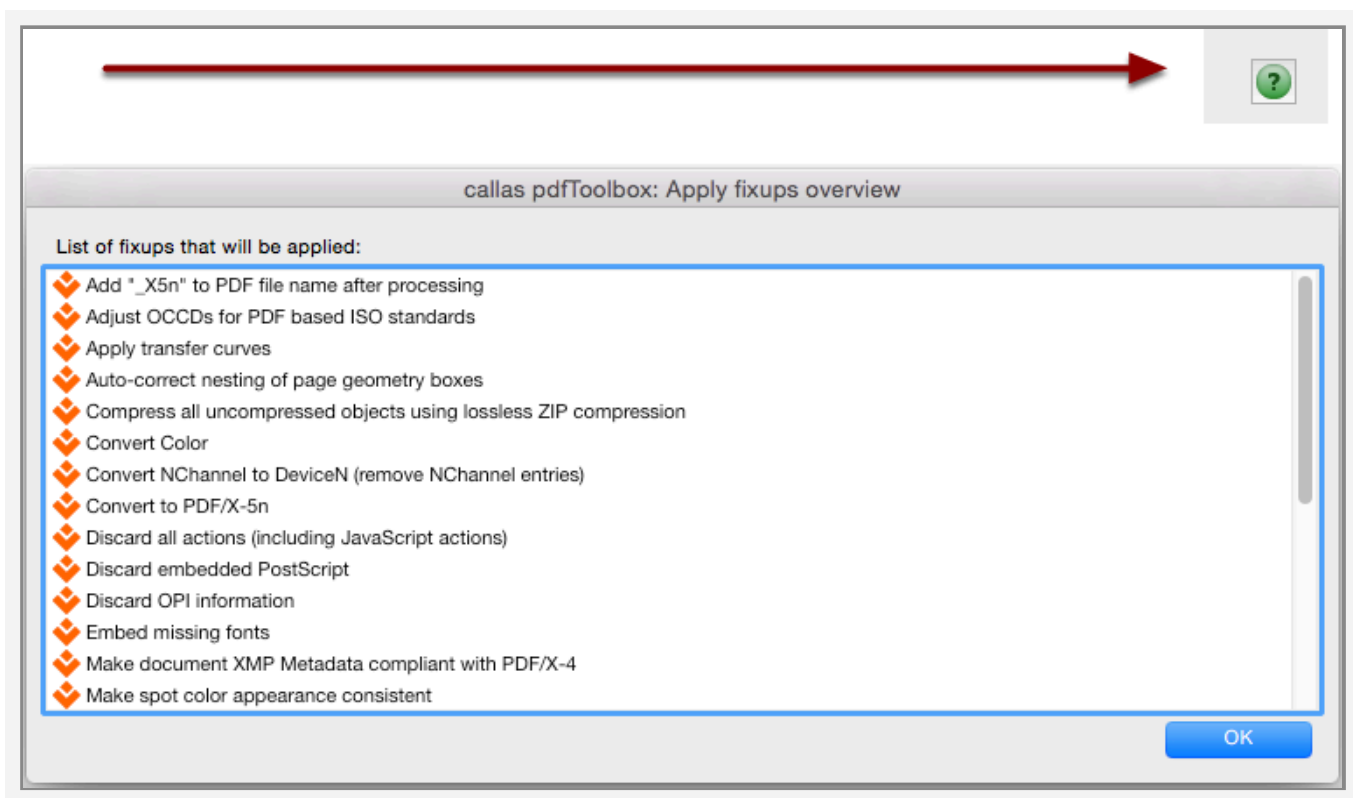 ?
callas pdfToolbox: Apply fixups overview
List of fixups that will be applied:
Add "_X5n" to PDF file name after processing
Adjust OCCDs for PDF based ISO standards
Apply transfer curves
Auto-correct nesting of page geometry boxes
Compress all uncompressed objects using lossless ZIP compression
Convert Color
Convert NChannel to DeviceN (remove NChannel entries)
Convert to PDF/X-5n
Discard all actions (including JavaScript actions)
Discard embedded PostScript
Discard OPI information
Embed missing fonts
Make document XMP Metadata compliant with PDF/X-4
Make spot color appearance consistent
OK